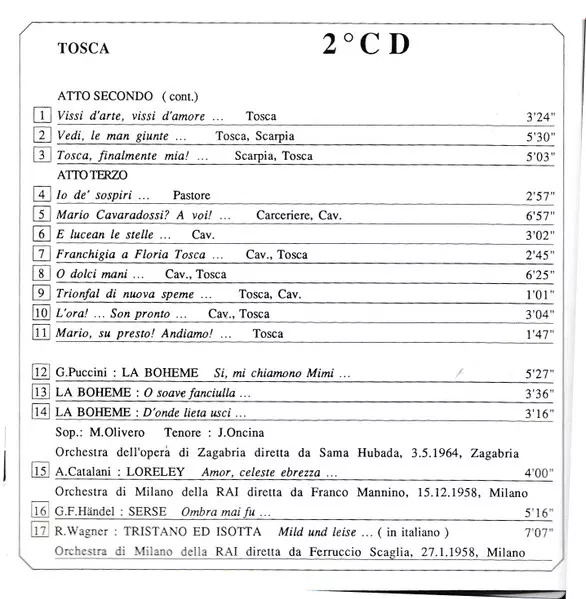 TOSCA 2° CD
ATTO SECONDO ( cont.)
1 Vissi d'arte, vissi d'amore ... Tosca 3'24"
2 Vedi, le man giunte ... Tosca, Scarpia 5'30"
3 Tosca, finalmente mia! ... Scarpia, Tosca 5'03"
ATTO TERZO
4 Io de' sospiri ... Pastore 2'57"
5 Mario Cavaradossi? A voi! ... Carceriere, Cav. 6'57"
6 E lucean le stelle ... Cav. 3'02"
7 Franchigia a Floria Tosca ... Cav., Tosca 2'45"
8 O dolci mani ... Cav., Tosca 6'25"
9 Trionfal di nuova speme ... Tosca, Cav. 1'01"
10 L'ora! ... Son pronto ... Cav., Tosca 3'04"
11 Mario, su presto! Andiamo! ... Tosca 1'47"
12 G.Puccini : LA BOHEME Si, mi chiamono Mimi ... 5'27"
13 LA BOHEME : O soave fanciulla ... 3'36"
14 LA BOHEME : D'onde lieta usci ... 3'16"
Sop.: M.Olivero Tenore : J.Oncina
Orchestra dell'operà di Zagabria diretta da Sama Hubada, 3.5.1964, Zagabria
15 A.Catalani : LORELEY Amor, celeste ebrezza ... 4'00"
Orchestra di Milano della RAI diretta da Franco Mannino, 15.12.1958, Milano
16 G.F.Händel : SERSE Ombra mai fu ... 5'16"
17 R.Wagner : TRISTANO ED ISOTTA Mild und leise ... ( in italiano ) 7'07"
Orchestra di Milano della RAI diretta da Ferruccio Scaglia, 27.1.1958, Milano